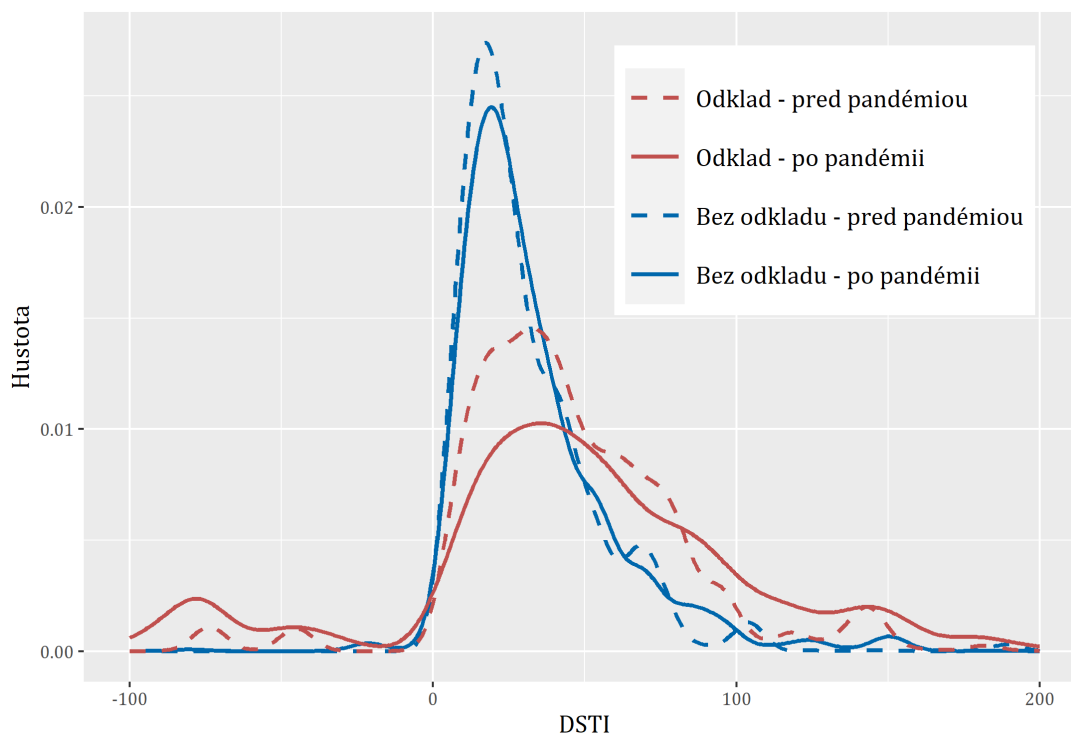 Odklad - pred pandémiou
Odklad - po pandémii
Bez odkladu - pred pandémiou
Bez odkladu - po pandémii
Hustota
0.02
0.01
0.00
-100
0
100
200
DSTI